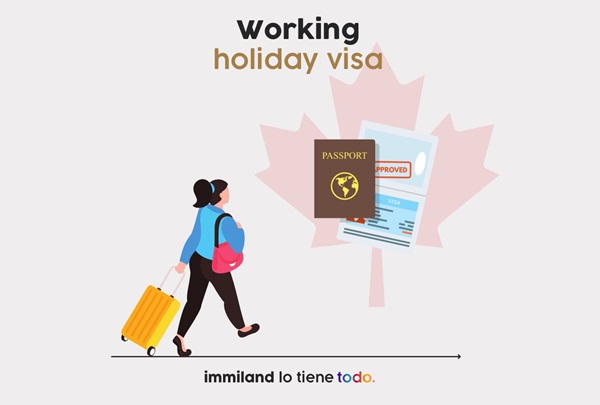 Working
holiday visa
PASSPORT
APPROVED
VISA
immiland lo tiene todo.